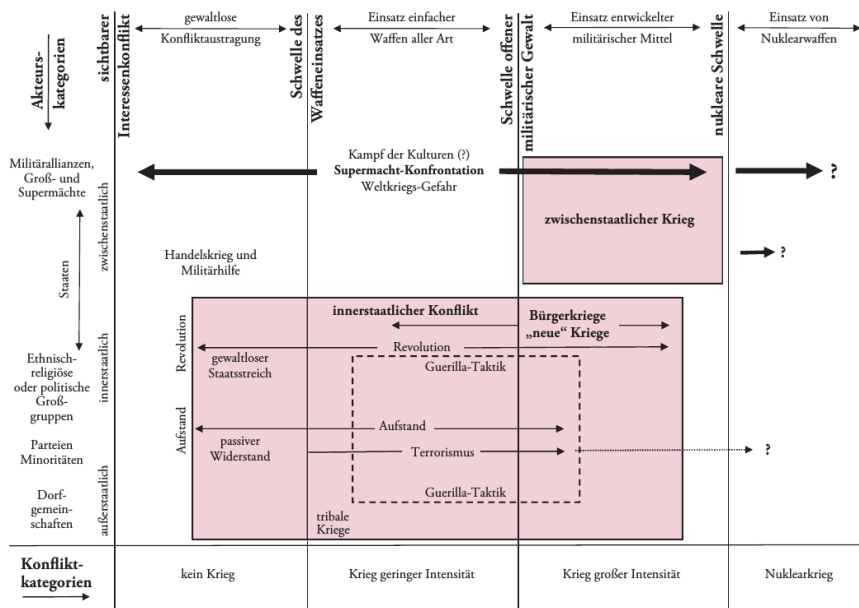 gewaltlose
Konfliktaustragung
Einsatz einfacher
Waffen aller Art
Einsatz entwickelter
militärischer Mittel
Einsatz von
Nuklearwaffen
Akteurs-
kategorien
sichtbarer
Interessenkonflikt
Schwelle des
Waffeneinsatzes
Schwelle offener
militärischer Gewalt
nukleare Schwelle
Militärallianzen,
Groß- und
Supermächte
Staaten
Ethnisch-
religiöse
oder politische
Groß-
gruppen
Parteien
Minoritäten
Dorf-
gemein-
schaften
zwischenstaatlich
innerstaatlich
außerstaatlich
Kampf der Kulturen (?)
Supermacht-Konfrontation
Weltkriegs-Gefahr
?
zwischenstaatlicher Krieg
?
Handelskrieg und
Militärhilfe
innerstaatlicher Konflikt
Bürgerkriege
„neue“ Kriege
Revolution
Revolution
gewaltloser
Staatsstreich
Guerilla-Taktik
Aufstand
Aufstand
passiver
Widerstand
Terrorismus
?
Guerilla-Taktik
tribale
Kriege
Konflikt-
kategorien
kein Krieg
Krieg geringer Intensität
Krieg großer Intensität
Nuklearkrieg